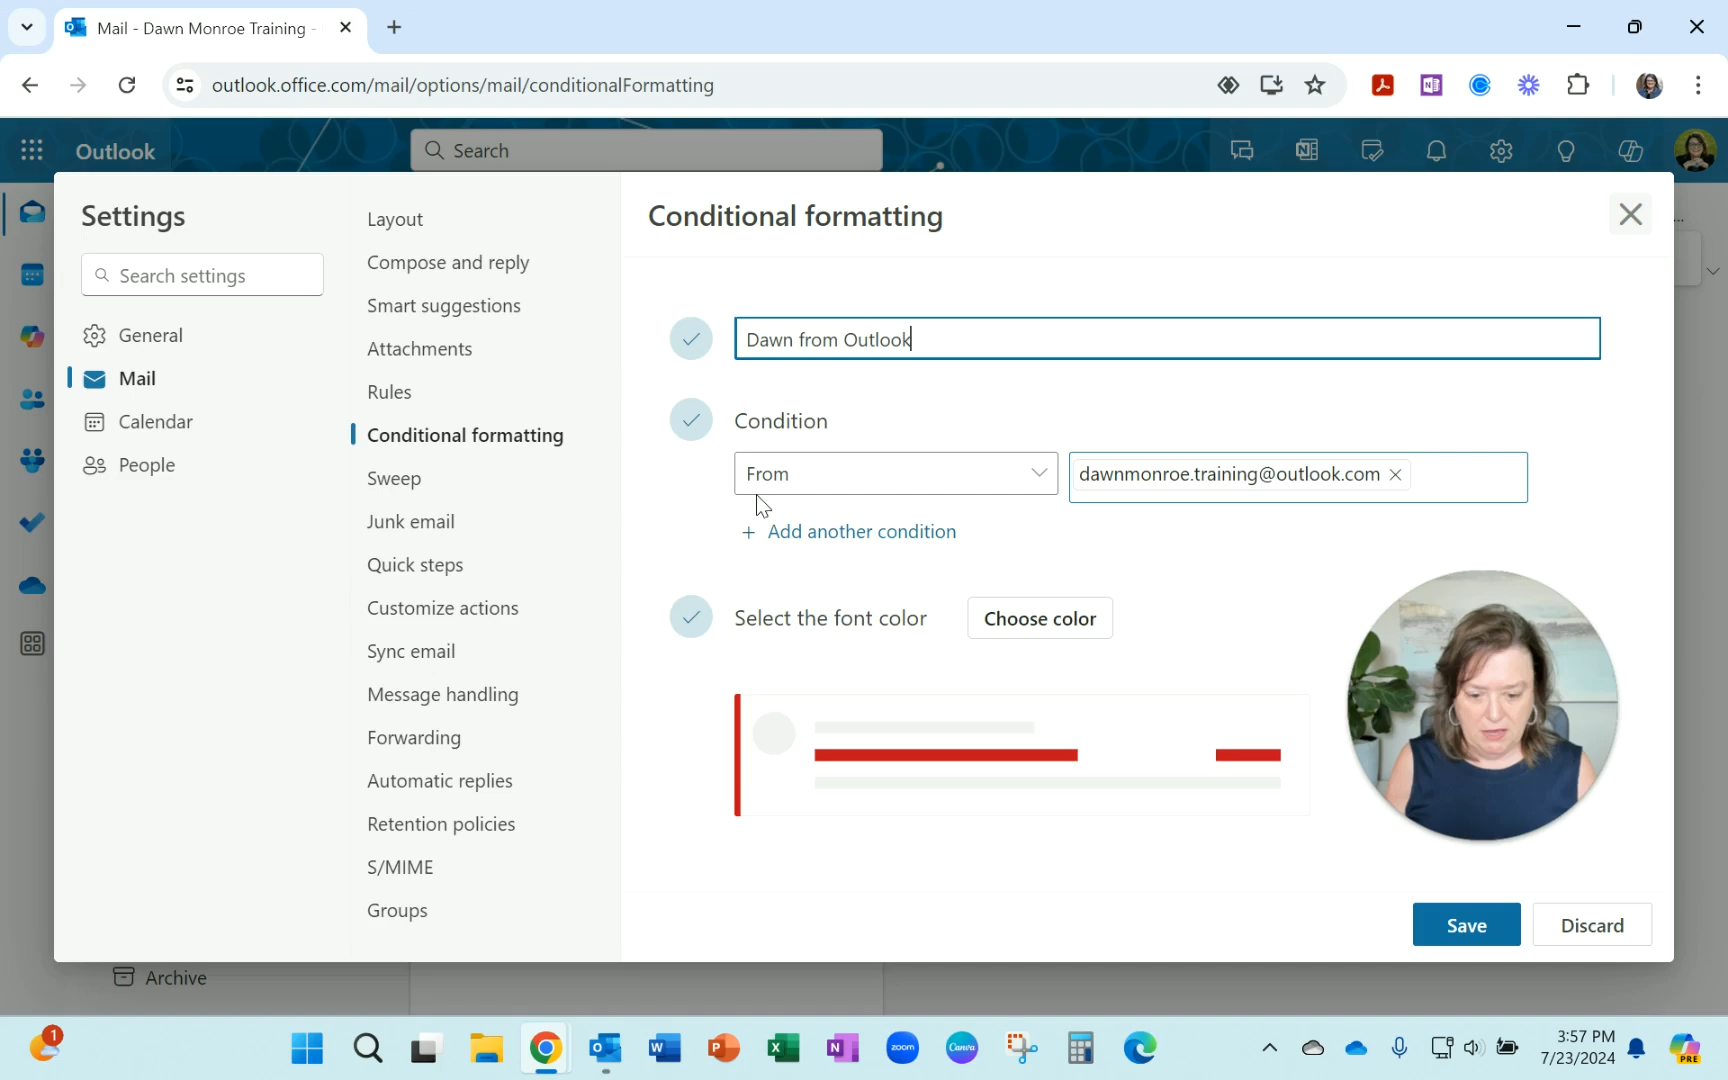 Mail - Dawn Monroe Training -
outlook.office.com/mail/options/mail/conditionalFormatting
Outlook
Search
Settings
Search settings
General
Mail
Calendar
People
Layout
Compose and reply
Smart suggestions
Attachments
Rules
Conditional formatting
Sweep
Junk email
Quick steps
Customize actions
Sync email
Message handling
Forwarding
Automatic replies
Retention policies
S/MIME
Groups
Conditional formatting
Dawn from Outlook
Condition
From
dawnmonroe.training@outlook.com
+ Add another condition
Select the font color
Choose color
Save
Discard
Archive
1
zoom
Canva
3:57 PM
7/23/2024
PRE